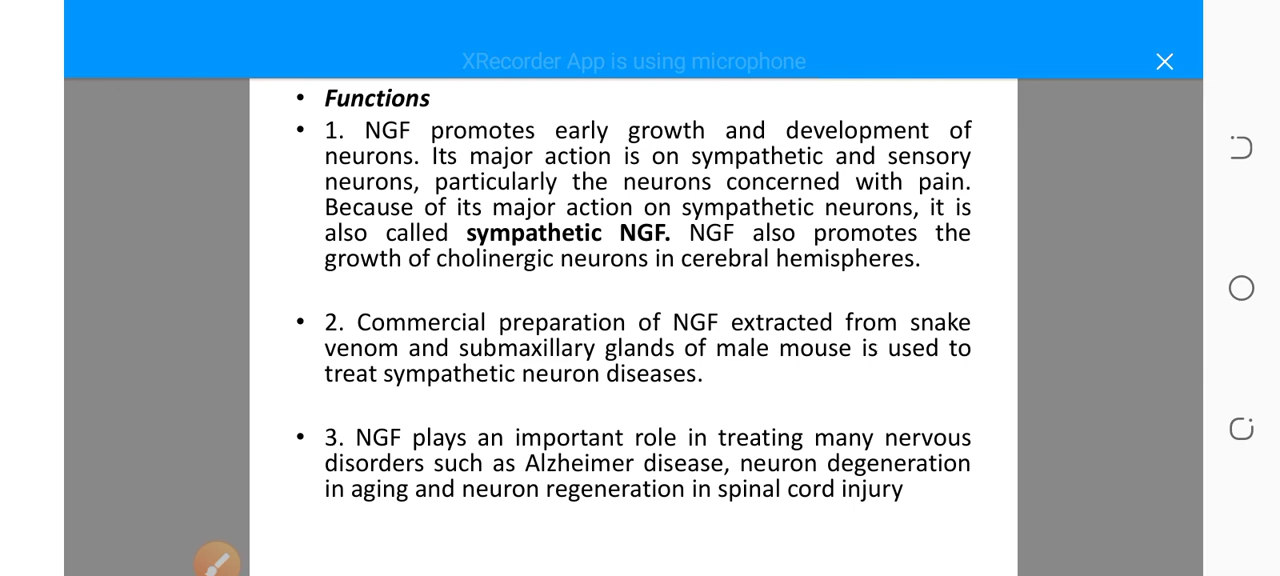 XRecorder App is using microphone
• Functions
• 1. NGF promotes early growth and development of
neurons. Its major action is on sympathetic and sensory
neurons, particularly the neurons concerned with pain.
Because of its major action on sympathetic neurons, it is
also called sympathetic NGF. NGF also promotes the
growth of cholinergic neurons in cerebral hemispheres.
• 2. Commercial preparation of NGF extracted from snake
venom and submaxillary glands of male mouse is used to
treat sympathetic neuron diseases.
• 3. NGF plays an important role in treating many nervous
disorders such as Alzheimer disease, neuron degeneration
in aging and neuron regeneration in spinal cord injury